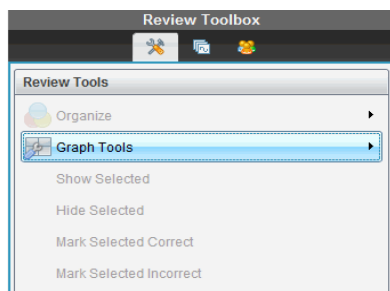 Review Toolbox
Review Tools
Organize
Graph Tools
Show Selected
Hide Selected
Mark Selected Correct
Mark Selected Incorrect